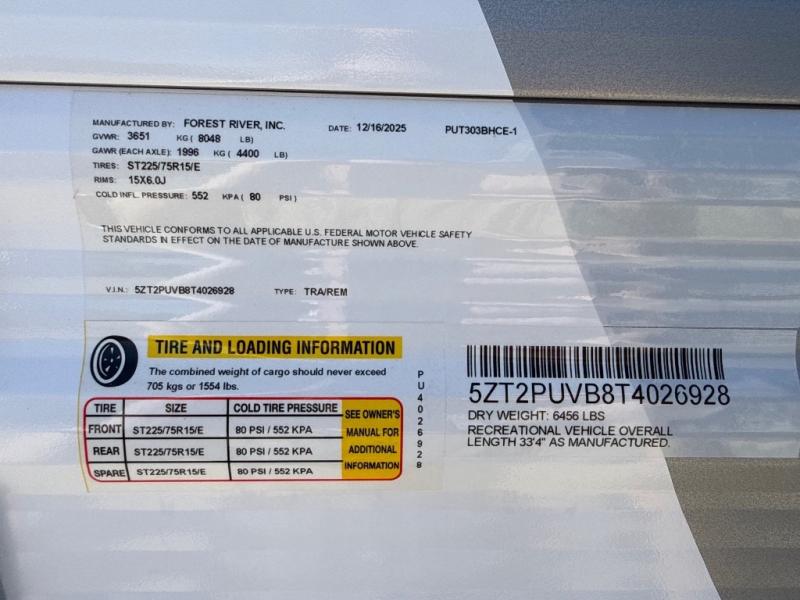 MANUFACTURED BY: FOREST RIVER, INC. DATE: 12/16/2025 PUT303BHCE-1
GVWR: 3651 KG ( 8048 LB)
GAWR (EACH AXLE): 1996 KG ( 4400 LB)
TIRES: ST225/75R15/E
RIMS: 15X6.0J
COLD INFL. PRESSURE: 552 KPA ( 80 PSI )
THIS VEHICLE CONFORMS TO ALL APPLICABLE U.S. FEDERAL MOTOR VEHICLE SAFETY
STANDARDS IN EFFECT ON THE DATE OF MANUFACTURE SHOWN ABOVE.
V.I.N.: 5ZT2PUVB8T4026928 TYPE: TRA/REM
TIRE AND LOADING INFORMATION
The combined weight of cargo should never exceed
705 kgs or 1554 lbs.
TIRE SIZE COLD TIRE PRESSURE SEE OWNER'S
FRONT ST225/75R15/E 80 PSI / 552 KPA MANUAL FOR
REAR ST225/75R15/E 80 PSI / 552 KPA ADDITIONAL
SPARE ST225/75R15/E 80 PSI / 552 KPA INFORMATION
PU4026928
5ZT2PUVB8T4026928
DRY WEIGHT: 6456 LBS
RECREATIONAL VEHICLE OVERALL
LENGTH 33'4" AS MANUFACTURED.